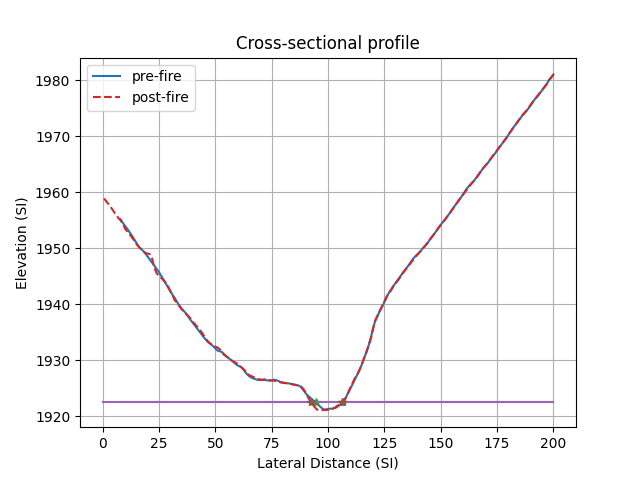 Cross-sectional profile
pre-fire
post-fire
1980
1970
1960
1950
1940
1930
1920
Elevation (SI)
0 25 50 75 100 125 150 175 200
Lateral Distance (SI)